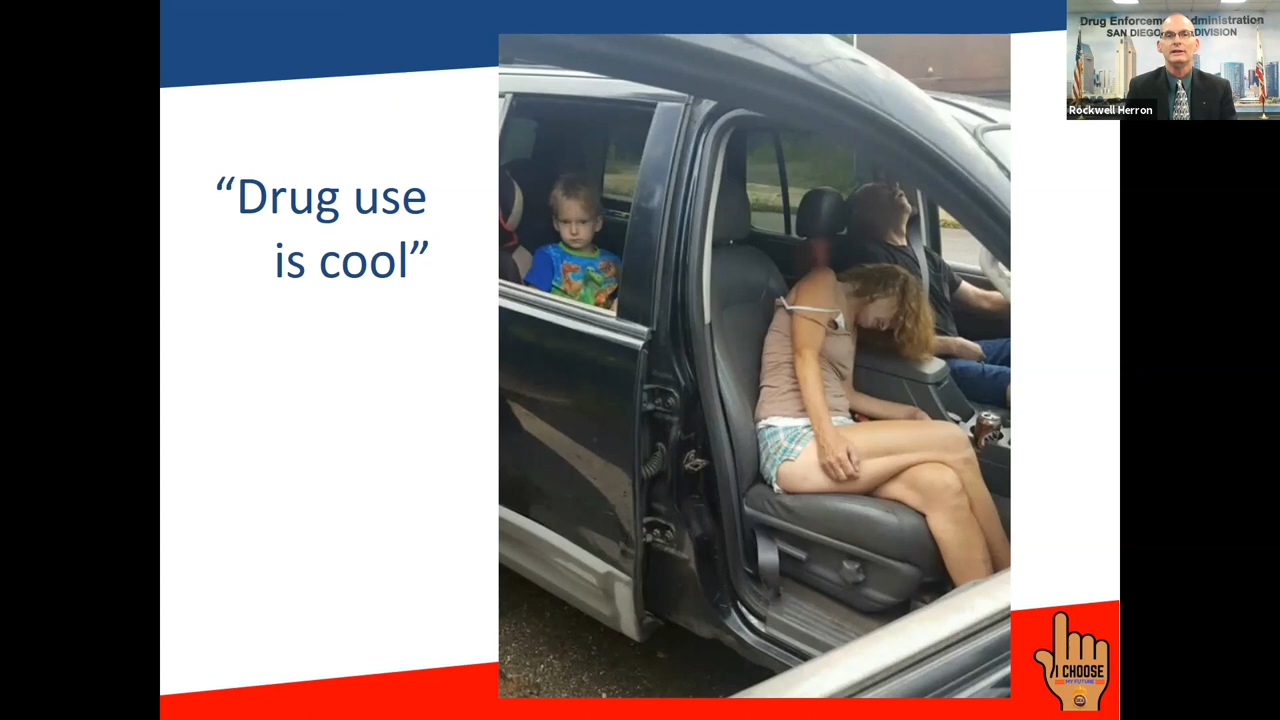 Drug Enforcement Administration
SAN DIEGO DIVISION
Rockwell Herron
“Drug use
is cool”
I CHOOSE
MY FUTURE